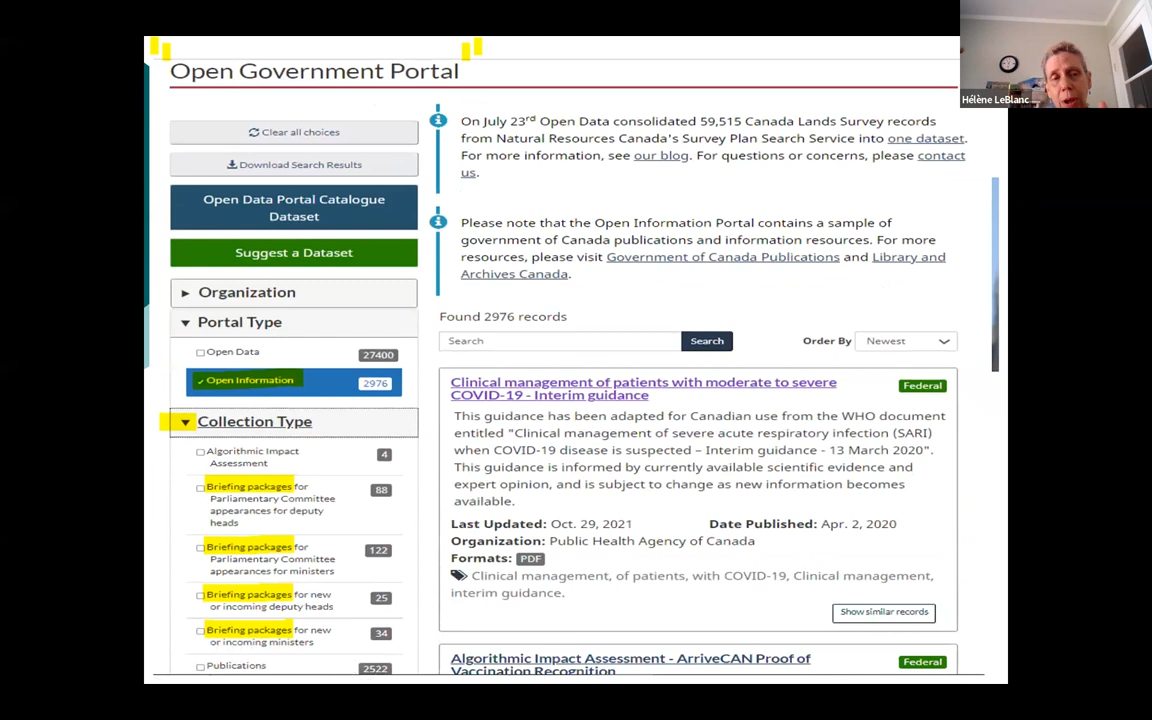 Open Government Portal
Hélène LeBlanc
Clear all choices
Download Search Results
Open Data Portal Catalogue
Dataset
Suggest a Dataset
Organization
Portal Type
Open Data 27400
Open Information 2976
Collection Type
Algorithmic Impact
Assessment 4
Briefing packages for
Parliamentary Committee
appearances for deputy
heads 88
Briefing packages for
Parliamentary Committee
appearances for ministers 122
Briefing packages for new
or incoming deputy heads 25
Briefing packages for new
or incoming ministers 34
Publications 2522
On July 23rd Open Data consolidated 59,515 Canada Lands Survey records
from Natural Resources Canada's Survey Plan Search Service into one dataset.
For more information, see our blog. For questions or concerns, please contact
us.
Please note that the Open Information Portal contains a sample of
government of Canada publications and information resources. For more
resources, please visit Government of Canada Publications and Library and
Archives Canada.
Found 2976 records
Search Search Order By Newest
Clinical management of patients with moderate to severe
COVID-19 - Interim guidance
Federal
This guidance has been adapted for Canadian use from the WHO document
entitled "Clinical management of severe acute respiratory infection (SARI)
when COVID-19 disease is suspected – Interim guidance - 13 March 2020".
This guidance is informed by currently available scientific evidence and
expert opinion, and is subject to change as new information becomes
available.
Last Updated: Oct. 29, 2021 Date Published: Apr. 2, 2020
Organization: Public Health Agency of Canada
Formats: PDF
Clinical management, of patients, with COVID-19, Clinical management,
interim guidance.
Show similar records
Algorithmic Impact Assessment - ArriveCAN Proof of
Vaccination Recognition
Federal